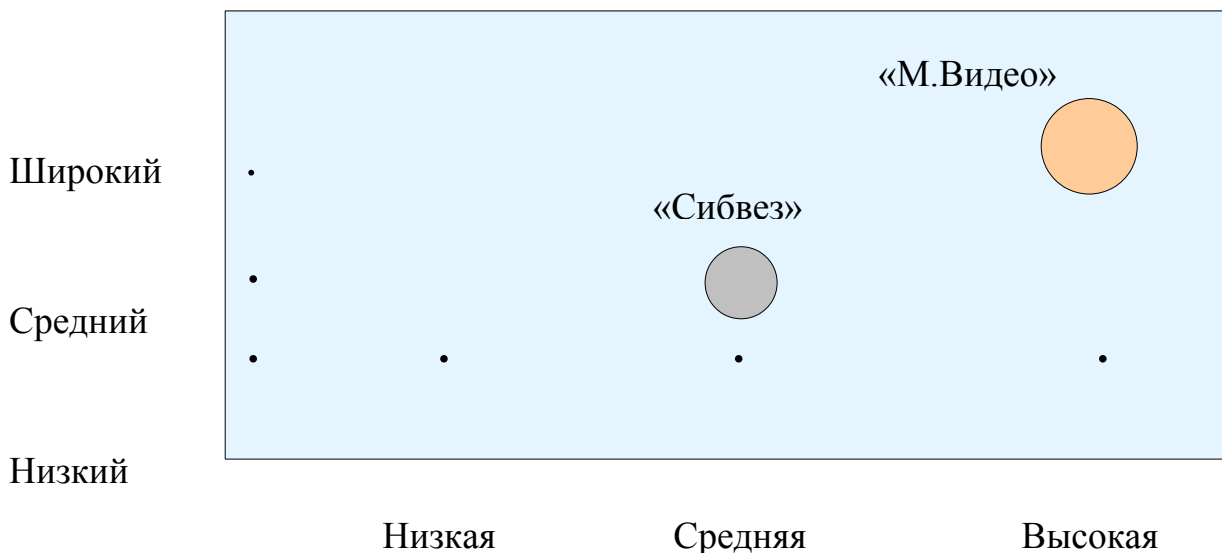 «М.Видео»
Широкий
«Сибвез»
Средний
Низкий
Низкая Средняя Высокая